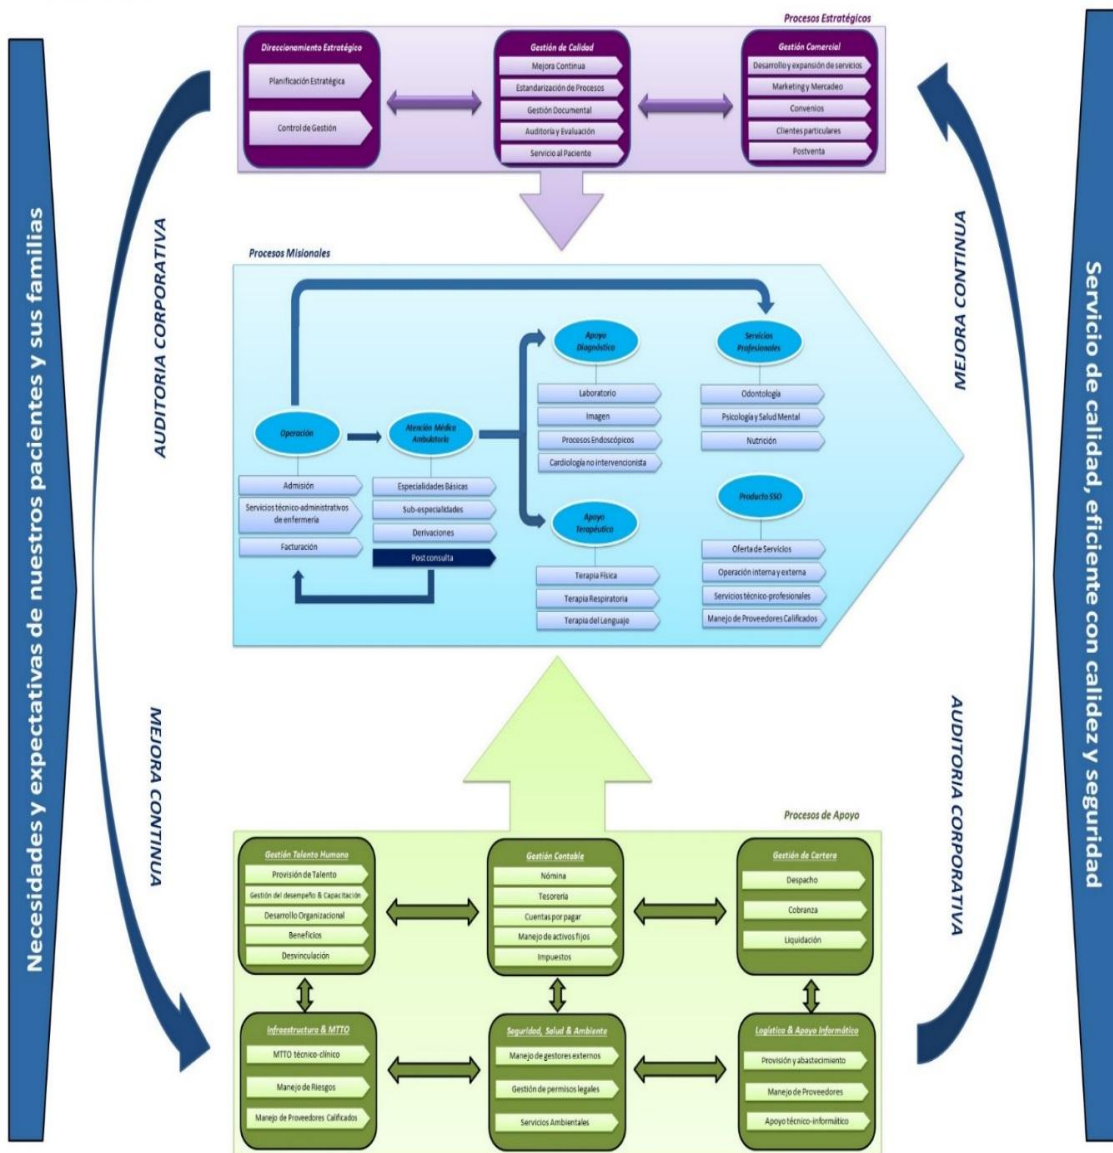 Procesos Estratégicos
Direccionamiento Estratégico
Planificación Estratégica
Control de Gestión
Gestión de Calidad
Mejora Continua
Estandarización de Procesos
Gestión Documental
Auditoría y Evaluación
Servicio al Paciente
Gestión Comercial
Desarrollo y expansión de servicios
Marketing y Mercadeo
Convenios
Clientes particulares
Postventa
Necesidades y expectativas de nuestros pacientes y sus familias
AUDITORIA CORPORATIVA
MEJORA CONTINUA
Procesos Misionales
Operación
Admisión
Servicios técnico-administrativos
de enfermería
Facturación
Atención Médica
Ambulatoria
Especialidades Básicas
Sub-especialidades
Derivaciones
Post consulta
Apoyo
Diagnóstico
Laboratorio
Imagen
Procesos Endoscópicos
Cardiología no intervencionista
Apoyo
Terapéutico
Terapia Física
Terapia Respiratoria
Terapia del Lenguaje
Servicios
Profesionales
Odontología
Psicología y Salud Mental
Nutrición
Producto SSO
Oferta de Servicios
Operación interna y externa
Servicios técnico-profesionales
Manejo de Proveedores Calificados
MEJORA CONTINUA
AUDITORIA CORPORATIVA
Servicio de calidad, eficiente con calidez y seguridad
Procesos de Apoyo
Gestión Talento Humano
Provisión de Talento
Gestión del desempeño & Capacitación
Desarrollo Organizacional
Beneficios
Desvinculación
Gestión Contable
Nómina
Tesorería
Cuentas por pagar
Manejo de activos fijos
Impuestos
Gestión de Cartera
Despacho
Cobranza
Liquidación
Infraestructura & MTTO
MTTO técnico-clínico
Manejo de Riesgos
Manejo de Proveedores Calificados
Seguridad, Salud & Ambiente
Manejo de gestores externos
Gestión de permisos legales
Servicios Ambientales
Logística & Apoyo Informático
Provisión y abastecimiento
Manejo de Proveedores
Apoyo técnico-informático